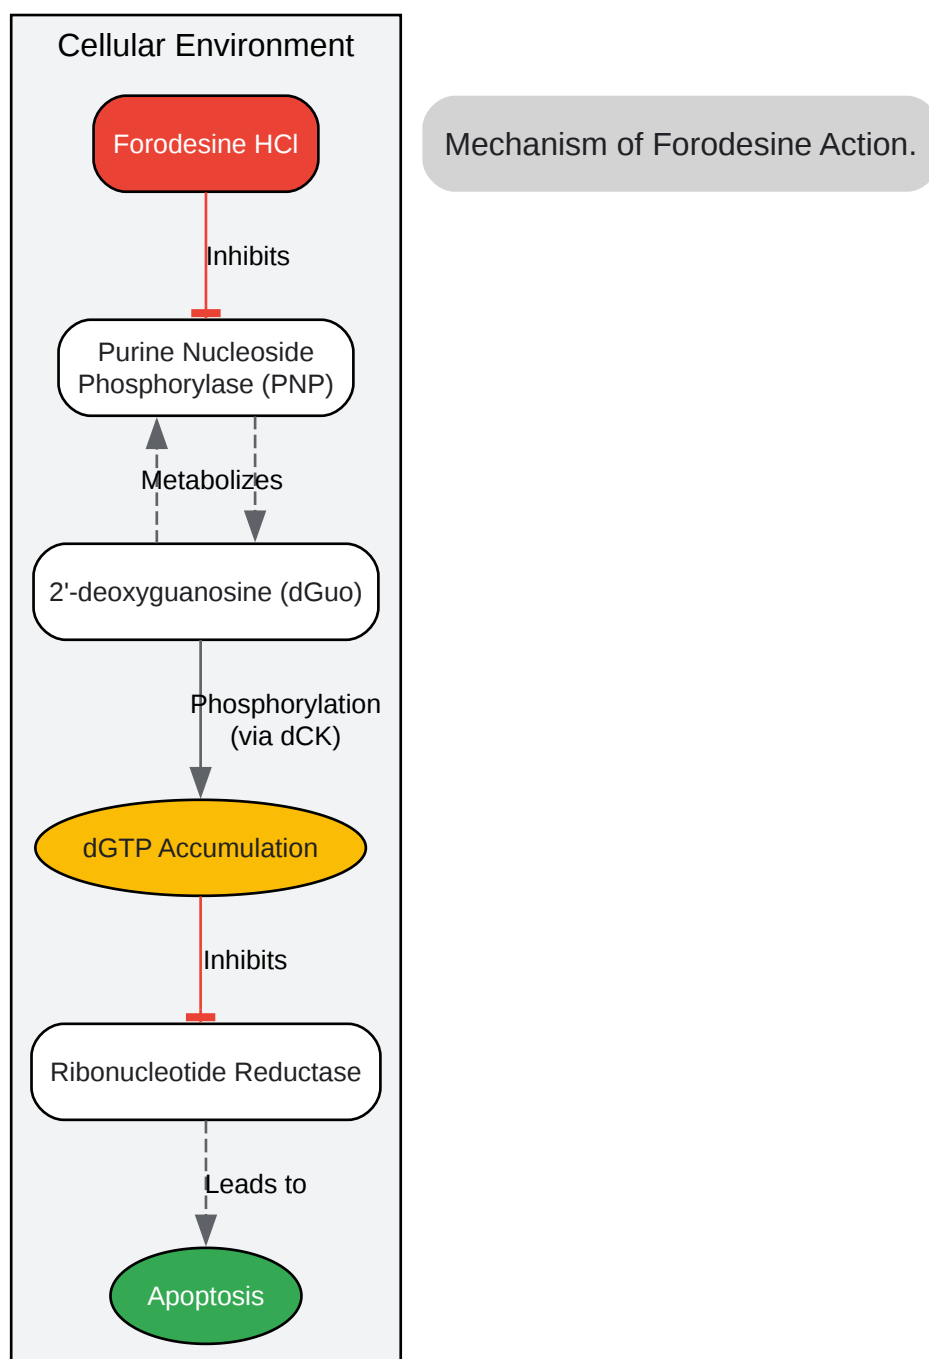 Cellular Environment
Forodesine HCl
Mechanism of Forodesine Action.
Inhibits
Purine Nucleoside
Phosphorylase (PNP)
Metabolizes
2'-deoxyguanosine (dGuo)
Phosphorylation
(via dCK)
dGTP Accumulation
Inhibits
Ribonucleotide Reductase
Leads to
Apoptosis